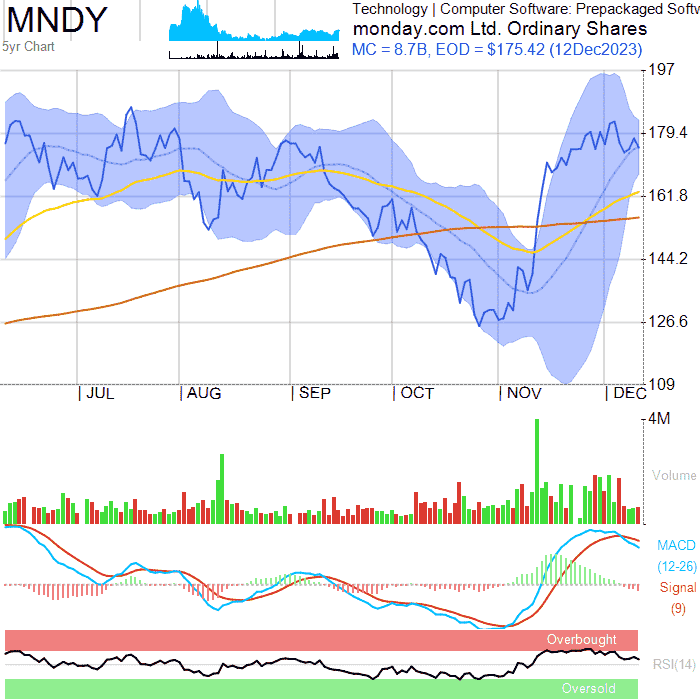 MNDY
5yr Chart
Technology | Computer Software: Prepackaged Softw
monday.com Ltd. Ordinary Shares
MC = 8.7B, EOD = $175.42 (12Dec2023)
197
179.4
161.8
144.2
126.6
109
JUL AUG SEP OCT NOV DEC
4M
Volume
MACD
(12-26)
Signal
(9)
Overbought
RSI(14)
Oversold